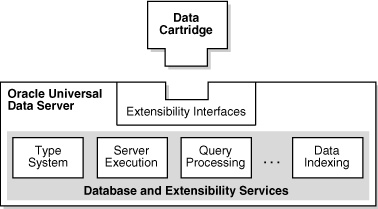 Data
Cartridge
Oracle Universal
Data Server
Extensibility Interfaces
Type
System
Server
Execution
Query
Processing
...
Data
Indexing
Database and Extensibility Services